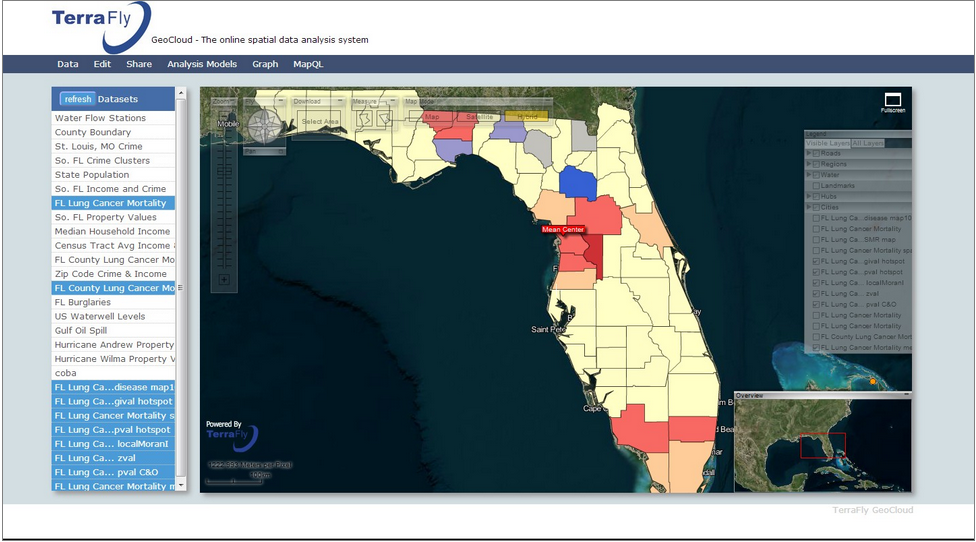 TerraFly
GeoCloud - The online spatial data analysis system
Data Edit Share Analysis Models Graph MapQL
refresh Datasets
Water Flow Stations
County Boundary
St. Louis, MO Crime
So. FL Crime Clusters
State Population
So. FL Income and Crime
FL Lung Cancer Mortality
So. FL Property Values
Median Household Income
Census Tract Avg Income
FL County Lung Cancer Mo
Zip Code Crime & Income
FL County Lung Cancer Mo
FL Burglaries
US Waterwell Levels
Gulf Oil Spill
Hurricane Andrew Property
Hurricane Wilma Property V
coba
FL Lung Ca...disease map1
FL Lung Ca...gival hotspot
FL Lung Cancer Mortality s
FL Lung Ca...pval hotspot
FL Lung Ca... localMoranI
FL Lung Ca... zval
FL Lung Ca... pval C&O
FL Lung Cancer Mortality m
Zoom
Download
Measure
Map Mode
Select Area
Map
Satellite
Hybrid
Mobile
Pan
Fullscreen
Mean Center
Saint Pete
Cape
Legend
Visible Layers All Layers
Roads
Regions
Water
Landmarks
Hubs
Cities
FL Lung Ca...disease map10
FL Lung Cancer Mortality
FL Lung Ca...SMR map
FL Lung Cancer Mortality sco
FL Lung Ca...gival hotspot
FL Lung Ca...pval hotspot
FL Lung Ca...localMoranI
FL Lung Ca... zval
FL Lung Ca... pval C&O
FL Lung Cancer Mortality
FL Lung Cancer Mortality
FL County Lung Cancer Mort
FL Lung Cancer Mortality me
Powered By
TerraFly
1222.993 Meters per Pixel
100km
Overview
TerraFly GeoCloud